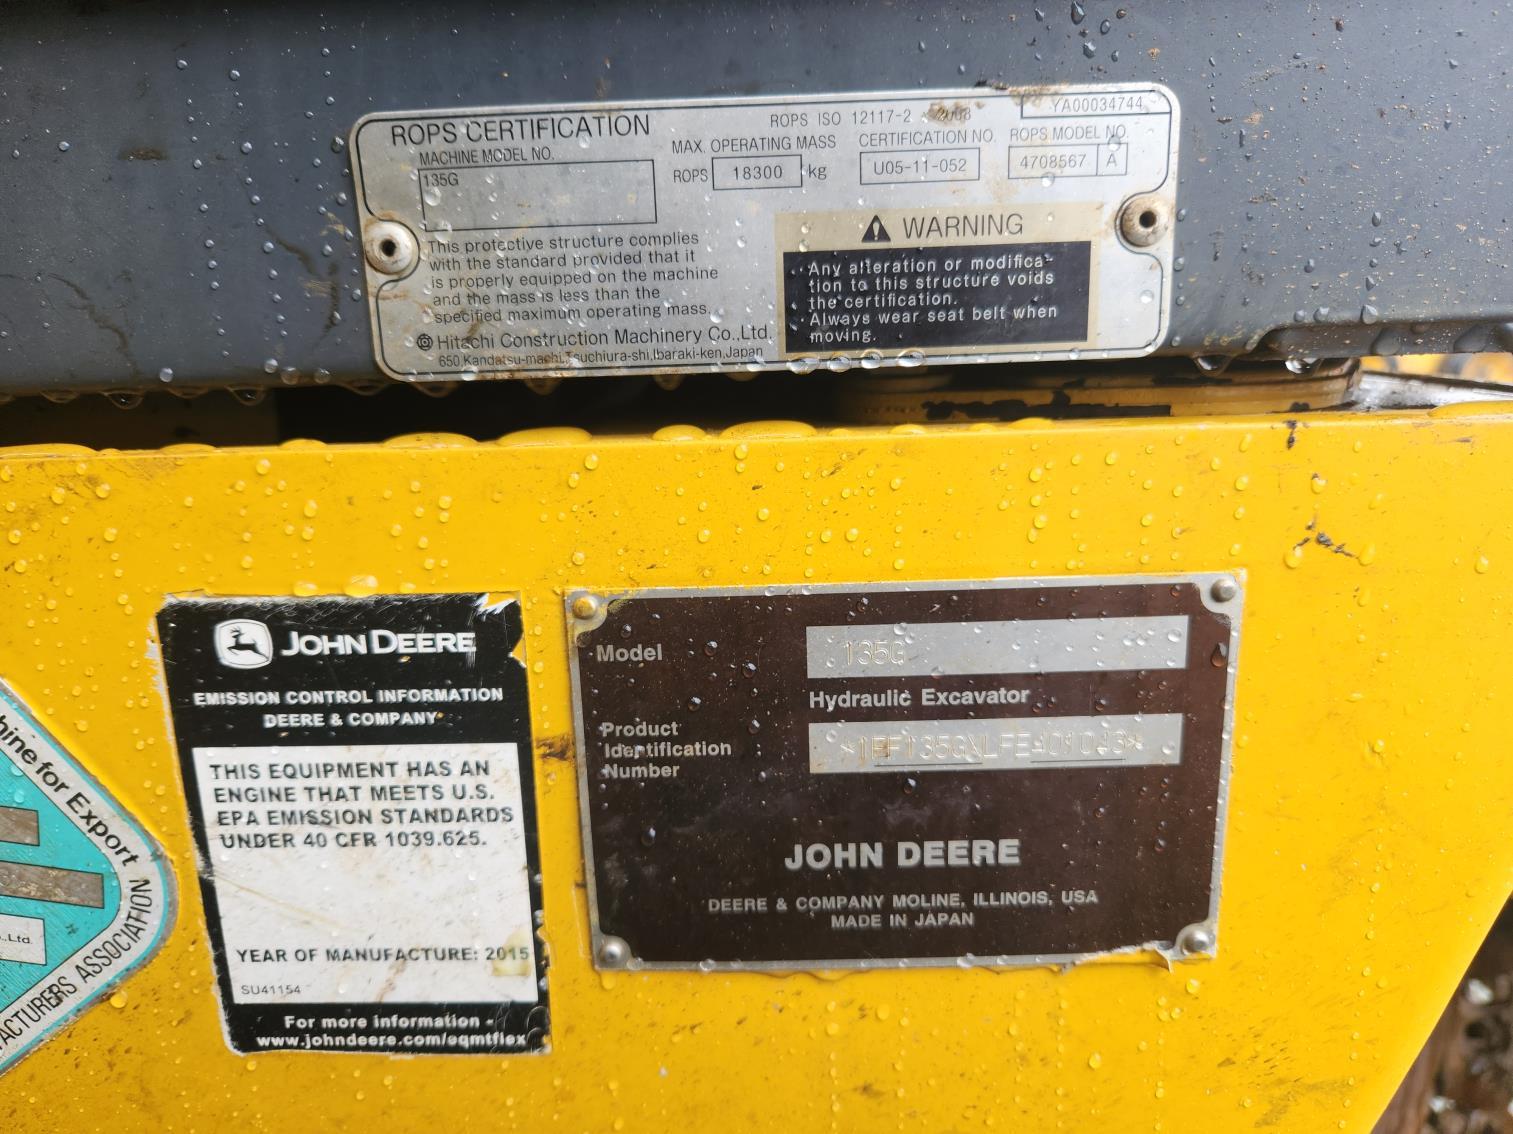 ROPS CERTIFICATION
ROPS ISO 12117-2 : 2008
YA00034744
MACHINE MODEL NO.
135G
MAX. OPERATING MASS
ROPS 18300 kg
CERTIFICATION NO.
U05-11-052
ROPS MODEL NO.
4708567 A
This protective structure complies
with the standard provided that it
is properly equipped on the machine
and the mass is less than the
specified maximum operating mass.
Hitachi Construction Machinery Co.,Ltd.
650,Kandatsu-machi,Tsuchiura-shi,Ibaraki-ken,Japan
WARNING
· Any alteration or modifica-
tion to this structure voids
the certification.
· Always wear seat belt when
moving.
JOHN DEERE
EMISSION CONTROL INFORMATION
DEERE & COMPANY
THIS EQUIPMENT HAS AN
ENGINE THAT MEETS U.S.
EPA EMISSION STANDARDS
UNDER 40 CFR 1039.625.
YEAR OF MANUFACTURE: 2015
SU41154
For more information -
www.johndeere.com/eqmtflex
Model 135G
Hydraulic Excavator
Product
Identification
Number
*1FF135GXLFE401043*
JOHN DEERE
DEERE & COMPANY MOLINE, ILLINOIS, USA
MADE IN JAPAN
for Export
ASSOCIATION
.,Ltd